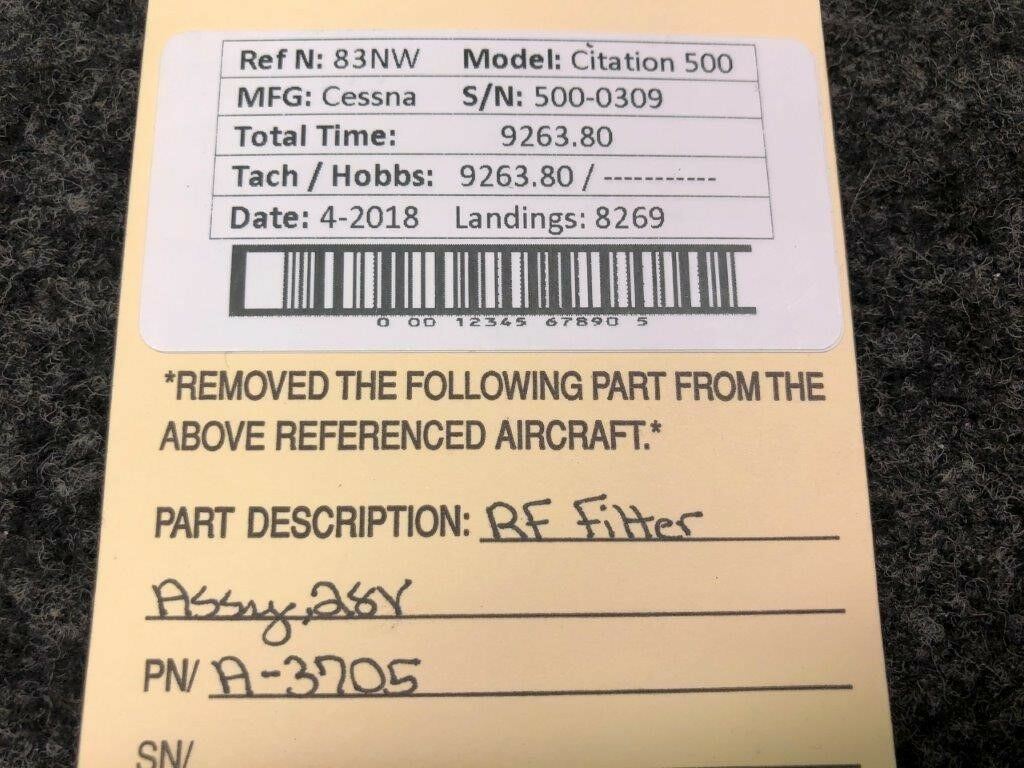 Ref N: 83NW Model: Citation 500
MFG: Cessna S/N: 500-0309
Total Time: 9263.80
Tach / Hobbs: 9263.80 / -----------
Date: 4-2018 Landings: 8269
0 00 12345 67890 5
*REMOVED THE FOLLOWING PART FROM THE
ABOVE REFERENCED AIRCRAFT.*
PART DESCRIPTION: RF Filter
Assy, 28V
PN/ A-3705
SN/